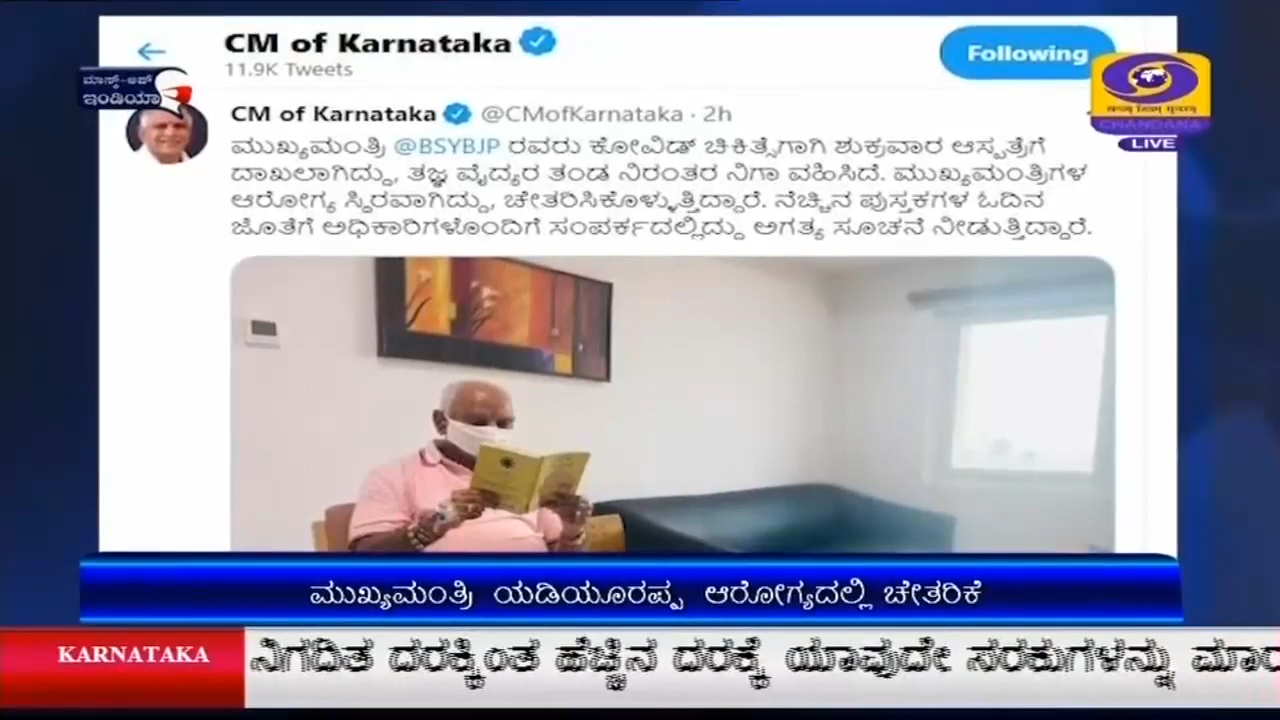 CM of Karnataka
11.9K Tweets
Following
ಮಾಸ್ಕ್-ಅಪ್
ಇಂಡಿಯಾ
CHANDANA
LIVE
CM of Karnataka @CMofKarnataka · 2h
ಮುಖ್ಯಮಂತ್ರಿ @BSYBJP ರವರು ಕೋವಿಡ್ ಚಿಕಿತ್ಸೆಗಾಗಿ ಶುಕ್ರವಾರ ಆಸ್ಪತ್ರೆಗೆ
ದಾಖಲಾಗಿದ್ದು, ತಜ್ಞ ವೈದ್ಯರ ತಂಡ ನಿರಂತರ ನಿಗಾ ವಹಿಸಿದೆ. ಮುಖ್ಯಮಂತ್ರಿಗಳ
ಆರೋಗ್ಯ ಸ್ಥಿರವಾಗಿದ್ದು, ಚೇತರಿಸಿಕೊಳ್ಳುತ್ತಿದ್ದಾರೆ. ನೆಚ್ಚಿನ ಪುಸ್ತಕಗಳ ಓದಿನ
ಜೊತೆಗೆ ಅಧಿಕಾರಿಗಳೊಂದಿಗೆ ಸಂಪರ್ಕದಲ್ಲಿದ್ದು ಅಗತ್ಯ ಸೂಚನೆ ನೀಡುತ್ತಿದ್ದಾರೆ.
ಮುಖ್ಯಮಂತ್ರಿ ಯಡಿಯೂರಪ್ಪ ಆರೋಗ್ಯದಲ್ಲಿ ಚೇತರಿಕೆ
KARNATAKA
ನಿಗದಿತ ದರಕ್ಕಿಂತ ಹೆಚ್ಚಿನ ದರಕ್ಕೆ ಯಾವುದೇ ಸರಕುಗಳನ್ನು